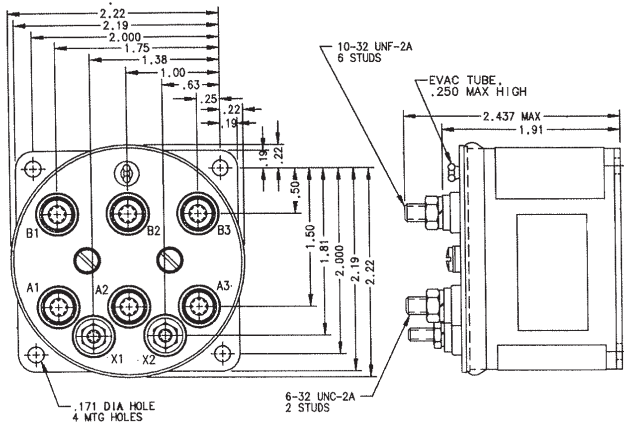 2.22
2.19
2.000
1.75
1.38
1.00
.63
.25
.22
.19
10-32 UNF-2A
6 STUDS
EVAC TUBE,
.250 MAX HIGH
2.437 MAX
1.91
.19
.22
.50
1.50
1.81
2.000
2.19
2.22
B1
B2
B3
A1
A2
A3
X1
X2
6-32 UNC-2A
2 STUDS
.171 DIA HOLE
4 MTG HOLES